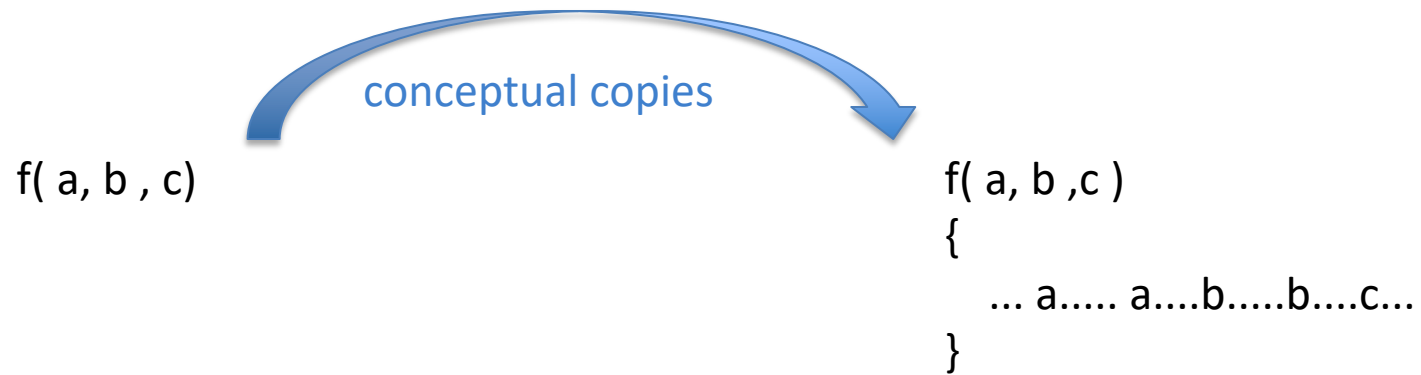 conceptual copies
f( a, b , c)
f( a, b ,c )
{
... a..... a....b.....b....c...
}